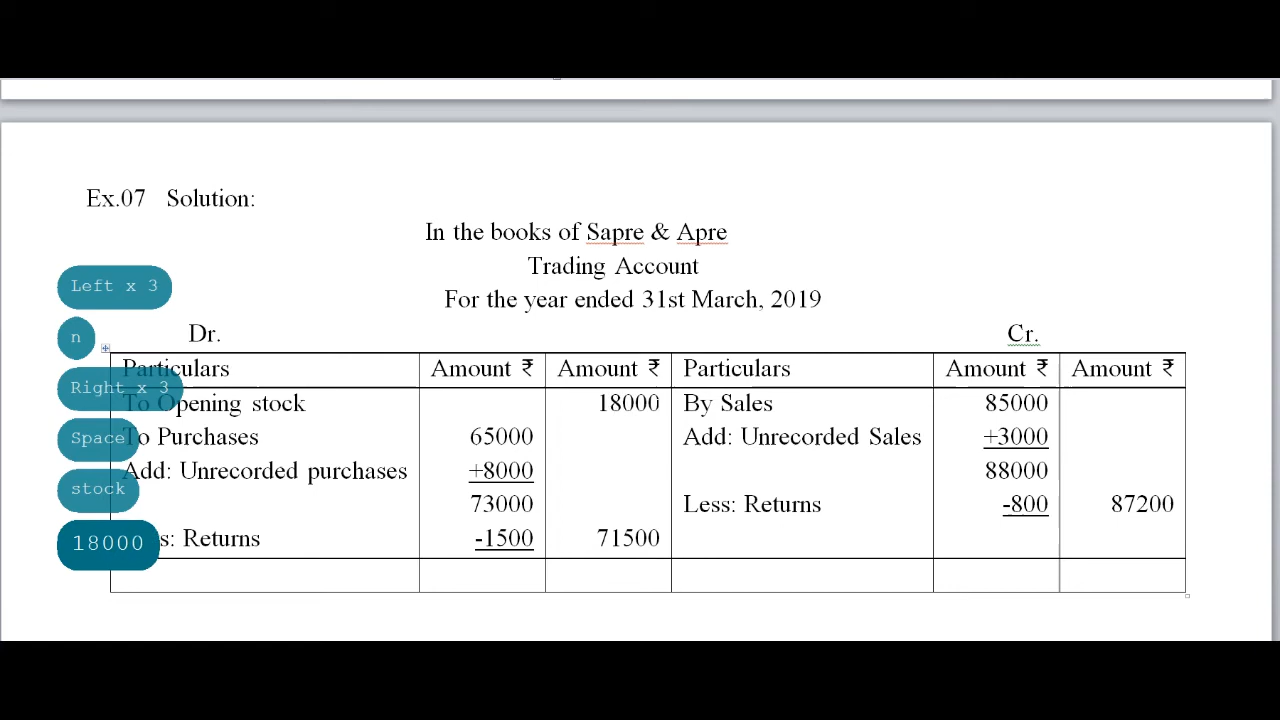 Ex.07 Solution:
In the books of Sapre & Apre
Trading Account
For the year ended 31st March, 2019
Dr. Cr.
Particulars Amount ₹ Amount ₹ Particulars Amount ₹ Amount ₹
To Opening stock 18000 By Sales 85000
To Purchases 65000 Add: Unrecorded Sales +3000
Add: Unrecorded purchases +8000 88000
73000 Less: Returns -800 87200
s: Returns -1500 71500
Left x 3
n
Right x 3
Space
stock
18000